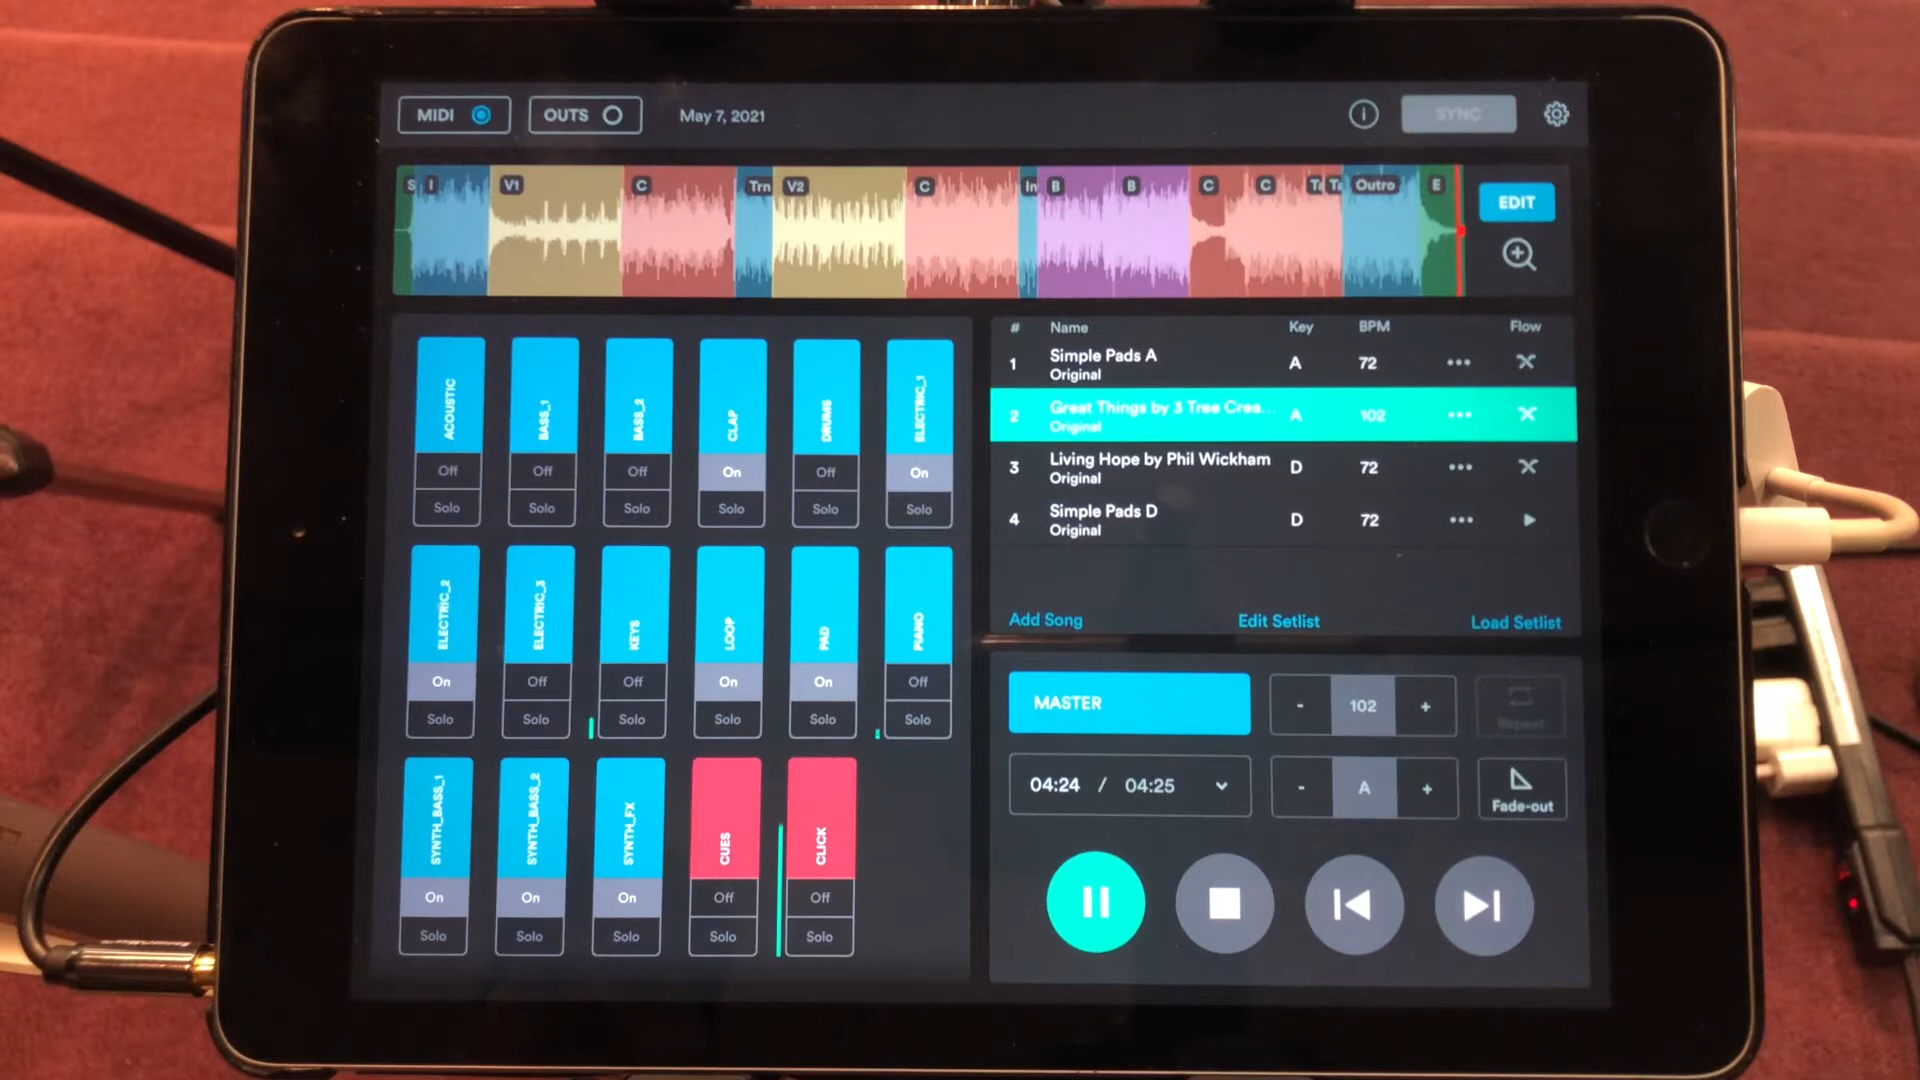 MIDI OUTS May 7, 2021 SYNC
S I V1 C Trn V2 C In B B C C Outro E
EDIT
# Name Key BPM Flow
1 Simple Pads A A 72
Original
2 Great Things by 3 Tree Crea... A 102
Original
3 Living Hope by Phil Wickham D 72
Original
4 Simple Pads D D 72
Original
Add Song Edit Setlist Load Setlist
ACOUSTIC BASS_1 BASS_2 CLAP DRUMS ELECTRIC_1
Off Off Off On Off On
Solo Solo Solo Solo Solo Solo
ELECTRIC_2 ELECTRIC_3 KEYS LOOP PAD PIANO
On Off Off On On Off
Solo Solo Solo Solo Solo Solo
SYNTH_BASS_1 SYNTH_BASS_2 SYNTH_FX CUES CLICK
On On On Off Off
Solo Solo Solo Solo Solo
MASTER - 102 + Repeat
04:24 / 04:25 - A + Fade-out